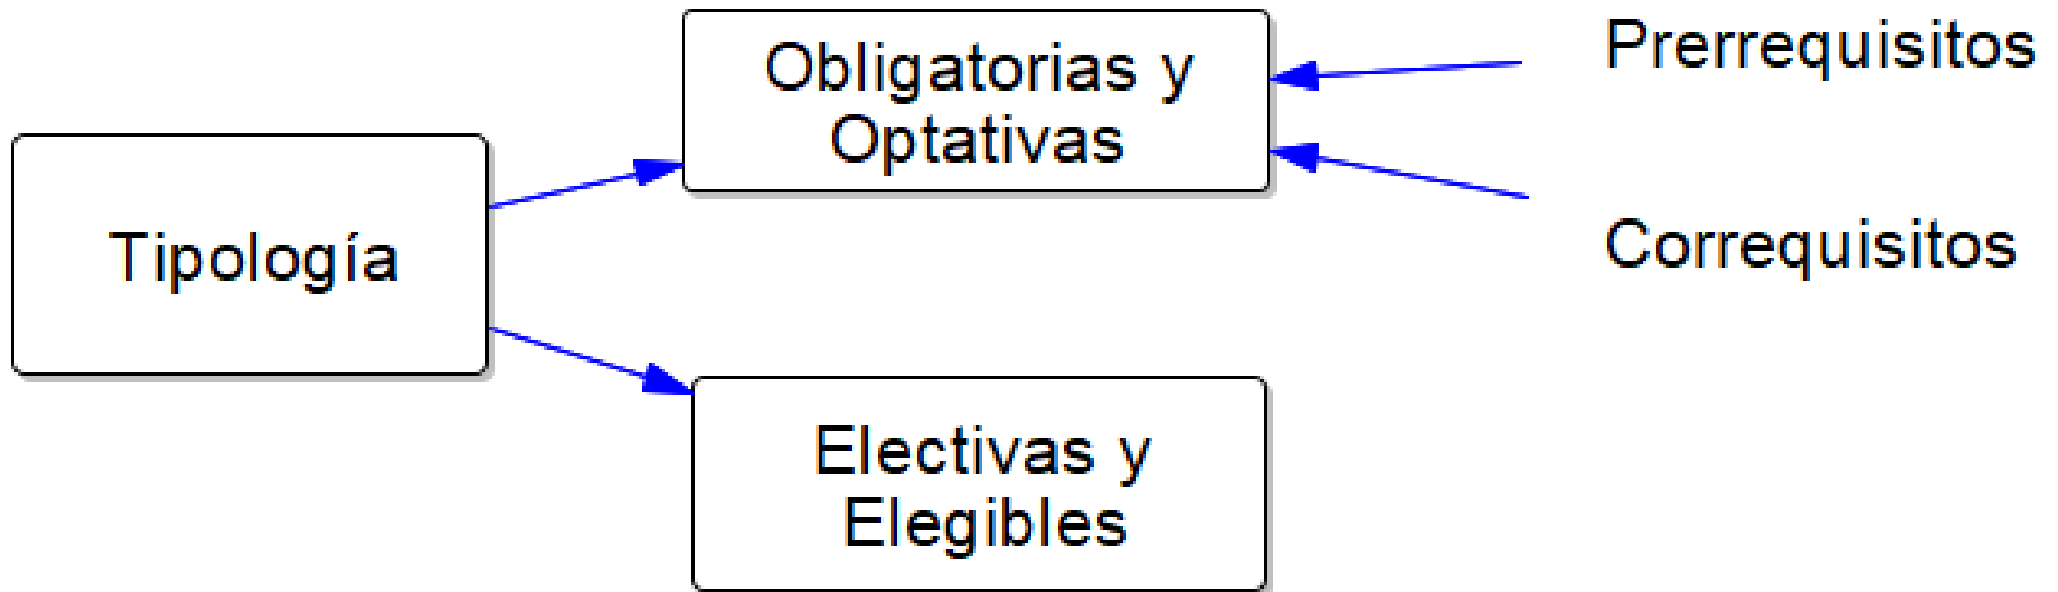 Tipología
Obligatorias y
Optativas
Electivas y
Elegibles
Prerrequisitos
Correquisitos